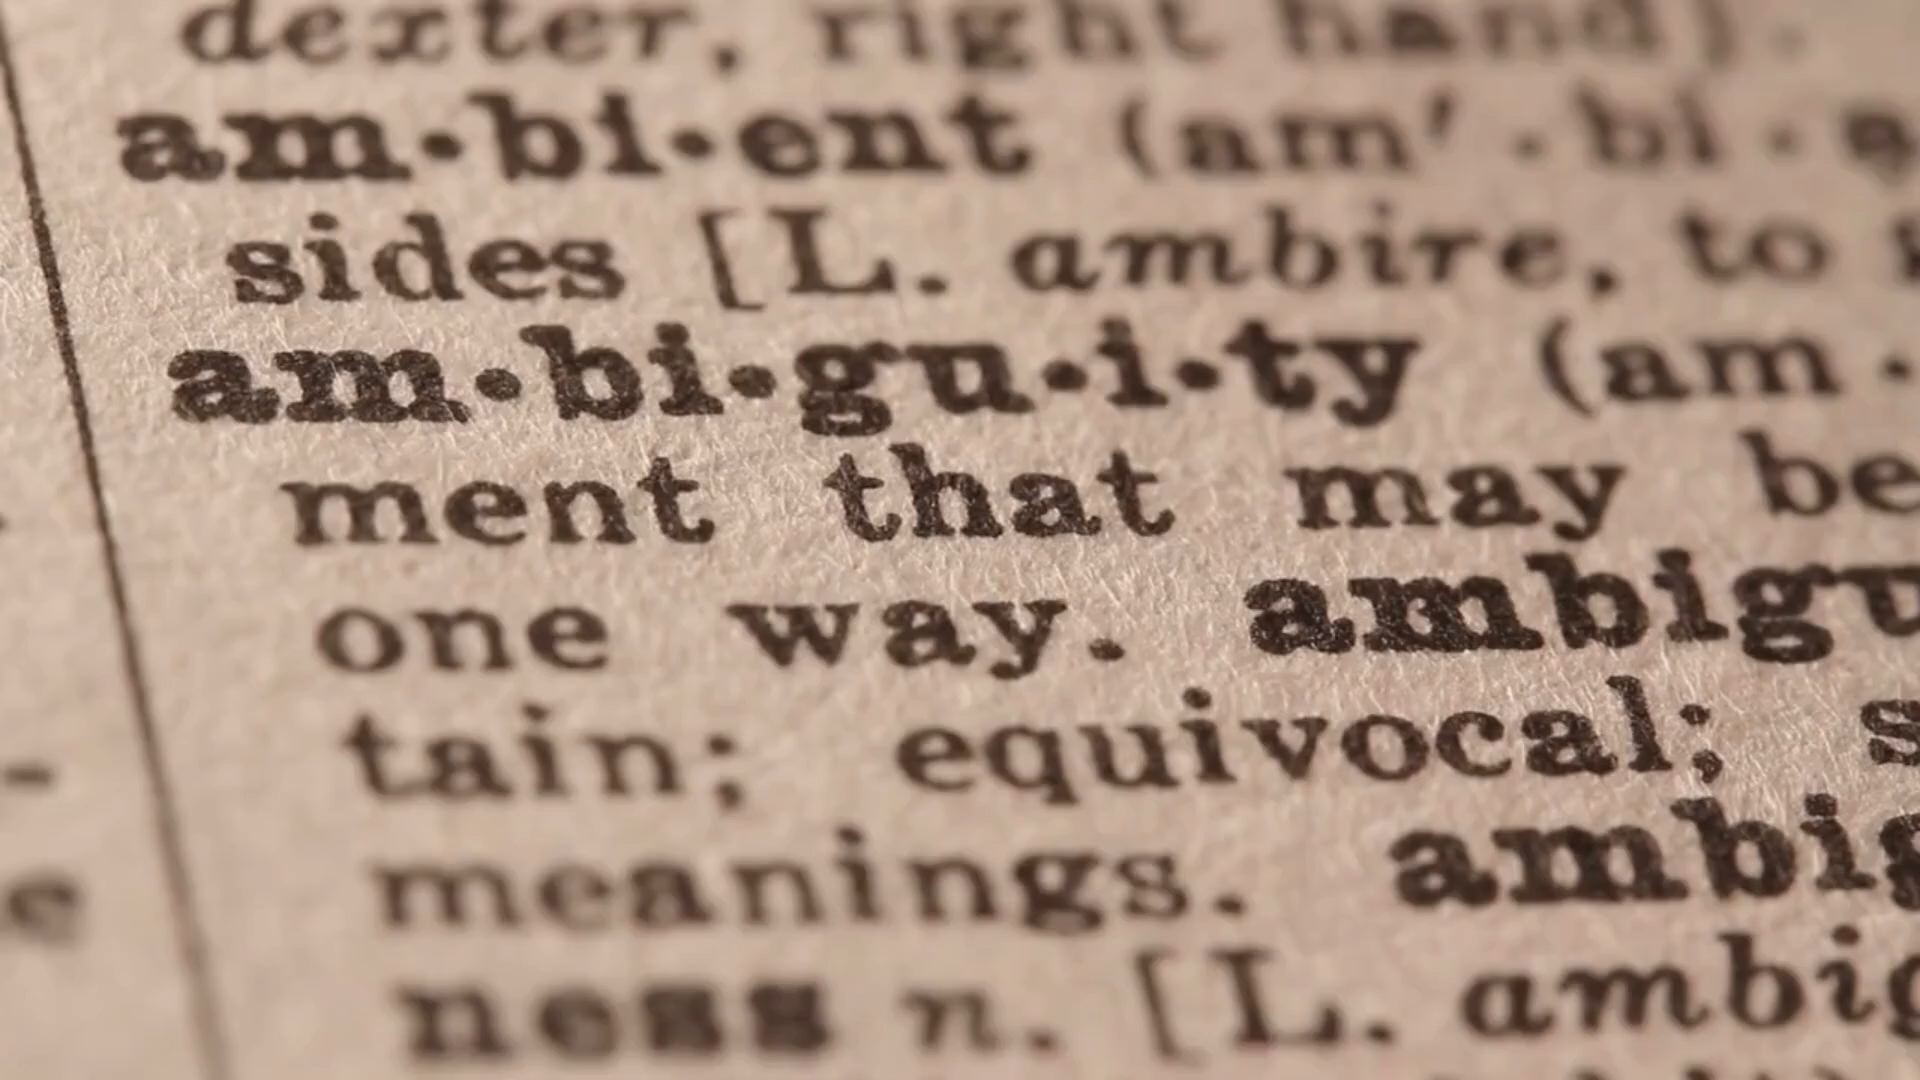 dexter, right hand].
am•bi•ent (am′ • bi •
sides [L. ambire, to
am•bi•gu•i•ty (am •
ment that may be
one way. ambigu
tain; equivocal; s
meanings. ambig
ness n. [L. ambig